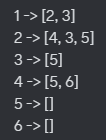 1 -> [2, 3]
2 -> [4, 3, 5]
3 -> [5]
4 -> [5, 6]
5 -> []
6 -> []